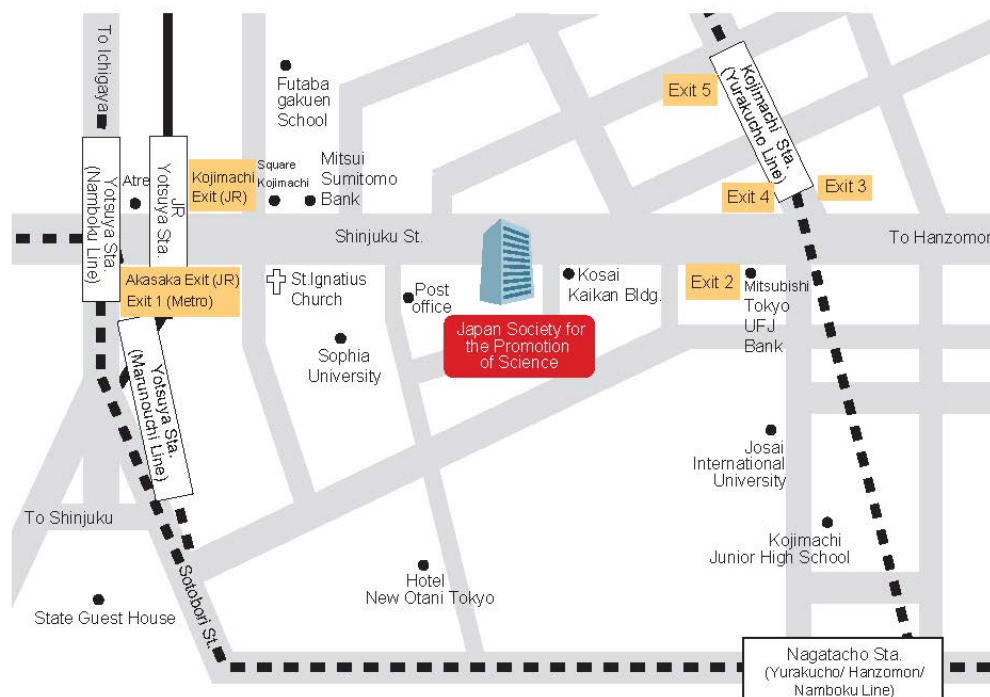 To Ichigaya
Futaba
gakuen
School
Kojimachi Sta.
(Yurakucho Line)
Exit 5
Yotsuya Sta.
(Namboku Line)
Atre
JR
Yotsuya Sta.
Kojimachi
Exit (JR)
Square
Kojimachi
Mitsui
Sumitomo
Bank
Exit 4
Exit 3
Shinjuku St.
To Hanzomon
Akasaka Exit (JR)
Exit 1 (Metro)
St.Ignatius
Church
Post
office
Kosai
Kaikan Bldg.
Exit 2
Mitsubishi
Tokyo
UFJ
Bank
Japan Society for
the Promotion
of Science
Sophia
University
Yotsuya Sta.
(Marunouchi Line)
Josai
International
University
To Shinjuku
Kojimachi
Junior High School
Hotel
New Otani Tokyo
State Guest House
Sotobori St.
Nagatacho Sta.
(Yurakucho/ Hanzomon/
Namboku Line)